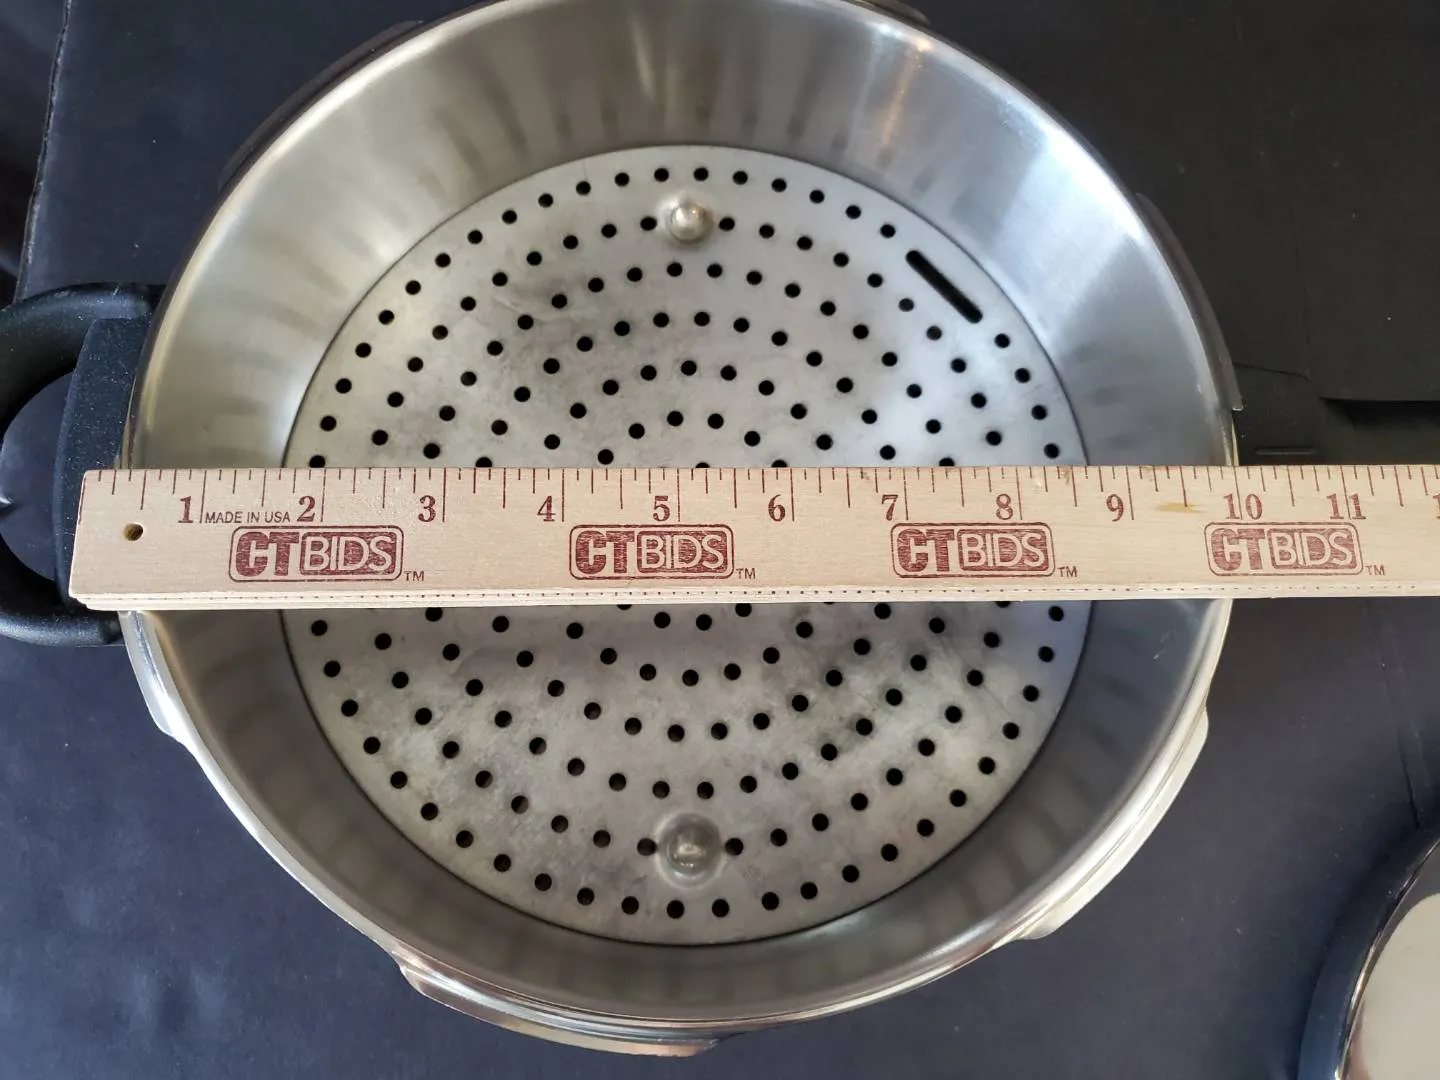 1 2 3 4 5 6 7 8 9 10 11
MADE IN USA
CTBIDS™ CTBIDS™ CTBIDS™ CTBIDS™